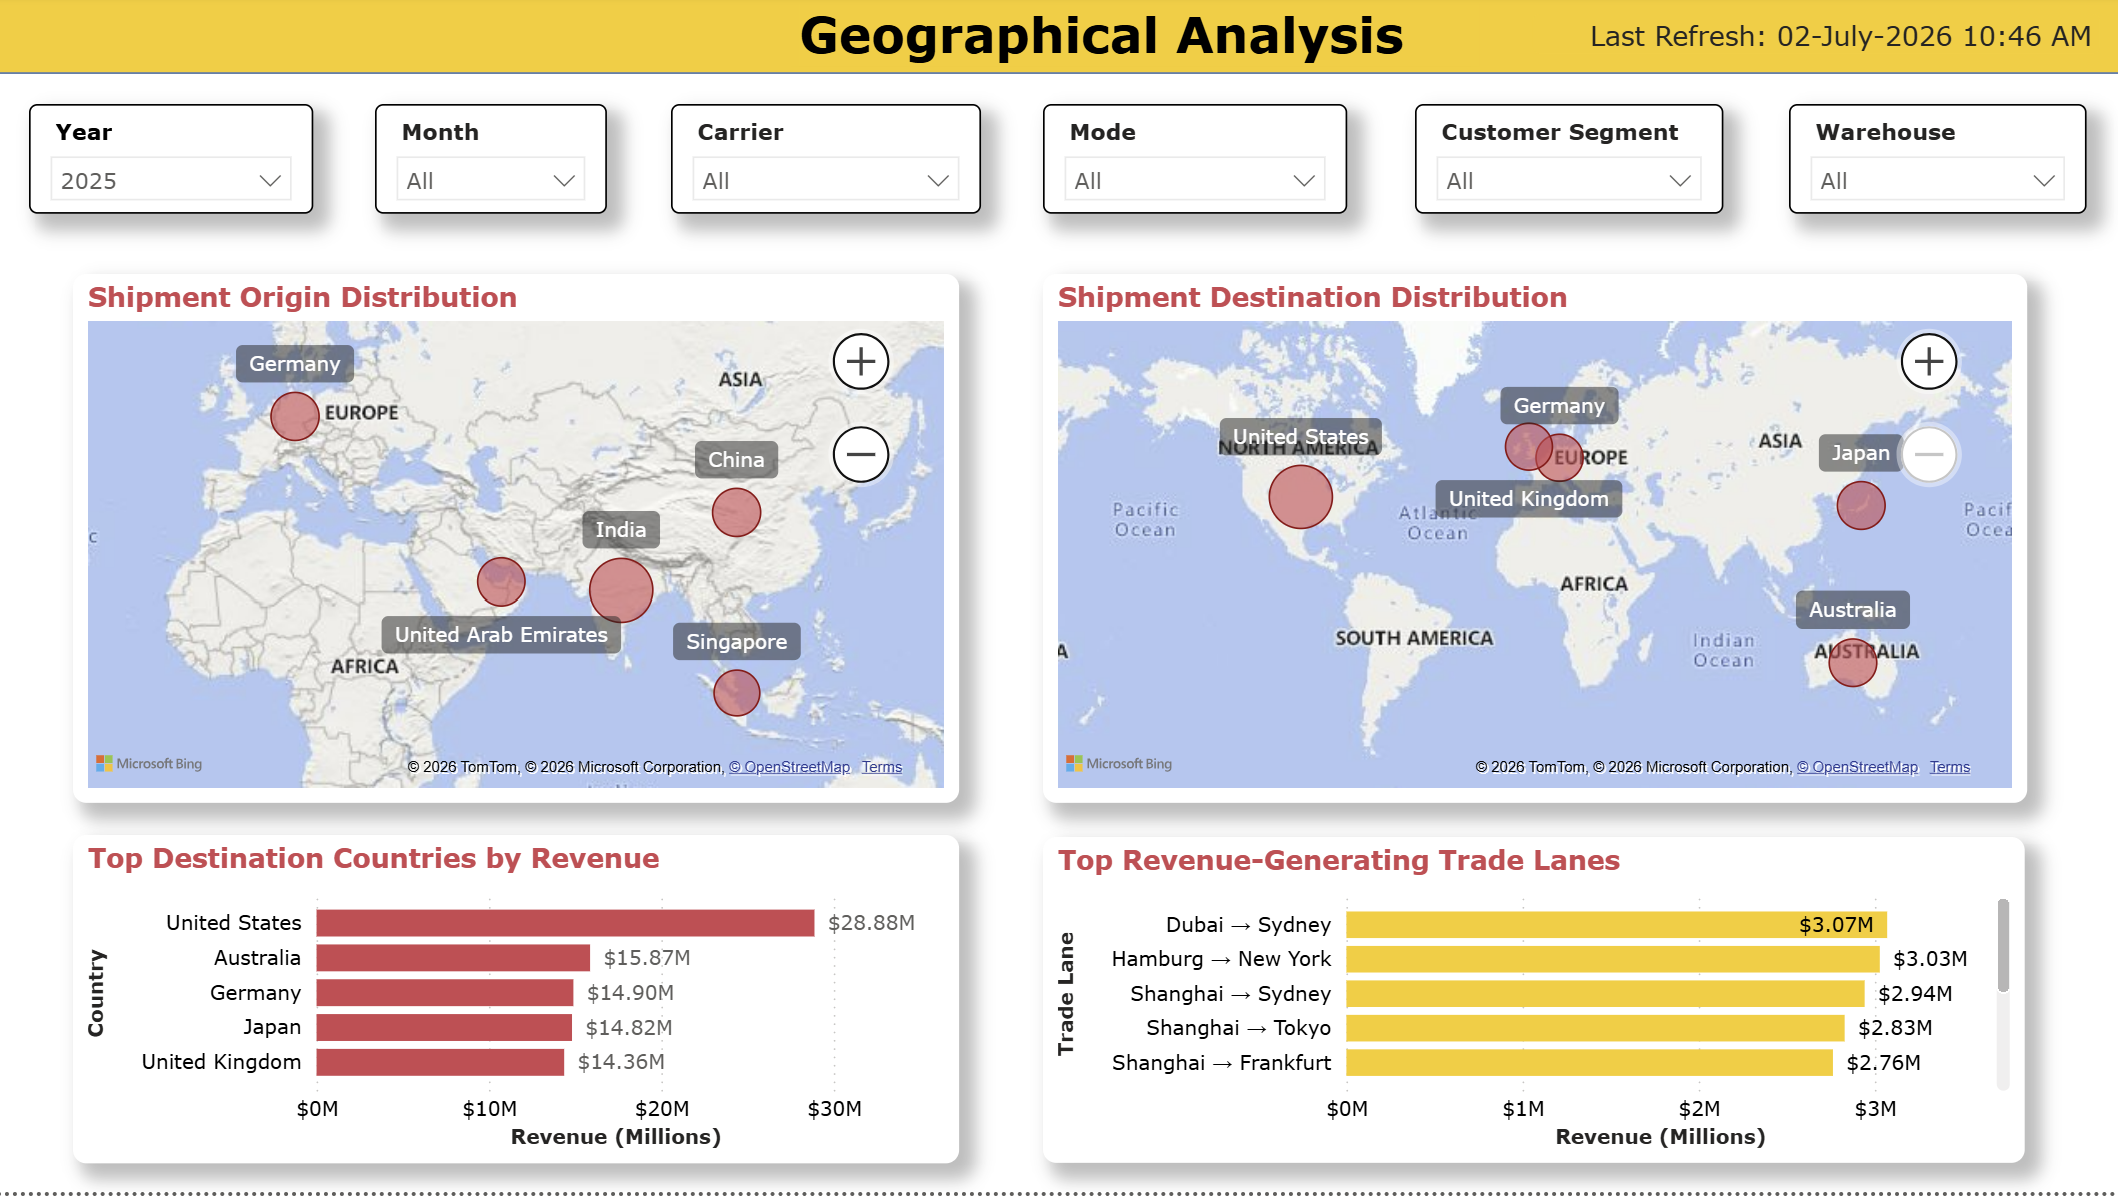 Geographical Analysis
Last Refresh: 02-July-2026 10:46 AM
Year
2025
Month
All
Carrier
All
Mode
All
Customer Segment
All
Warehouse
All
Shipment Origin Distribution
Germany
EUROPE
ASIA
China
India
United Arab Emirates
Singapore
AFRICA
c
Microsoft Bing
© 2026 TomTom, © 2026 Microsoft Corporation, © OpenStreetMap Terms
Shipment Destination Distribution
Germany
United States
NORTH AMERICA
EUROPE
ASIA
Japan
United Kingdom
Pacific
Ocean
Atlantic
Ocean
Pacif
Ocea
AFRICA
Australia
SOUTH AMERICA
Indian
Ocean
AUSTRALIA
A
Microsoft Bing
© 2026 TomTom, © 2026 Microsoft Corporation, © OpenStreetMap Terms
Top Destination Countries by Revenue
Country
United States $28.88M
Australia $15.87M
Germany $14.90M
Japan $14.82M
United Kingdom $14.36M
$0M $10M $20M $30M
Revenue (Millions)
Top Revenue-Generating Trade Lanes
Trade Lane
Dubai → Sydney $3.07M
Hamburg → New York $3.03M
Shanghai → Sydney $2.94M
Shanghai → Tokyo $2.83M
Shanghai → Frankfurt $2.76M
$0M $1M $2M $3M
Revenue (Millions)